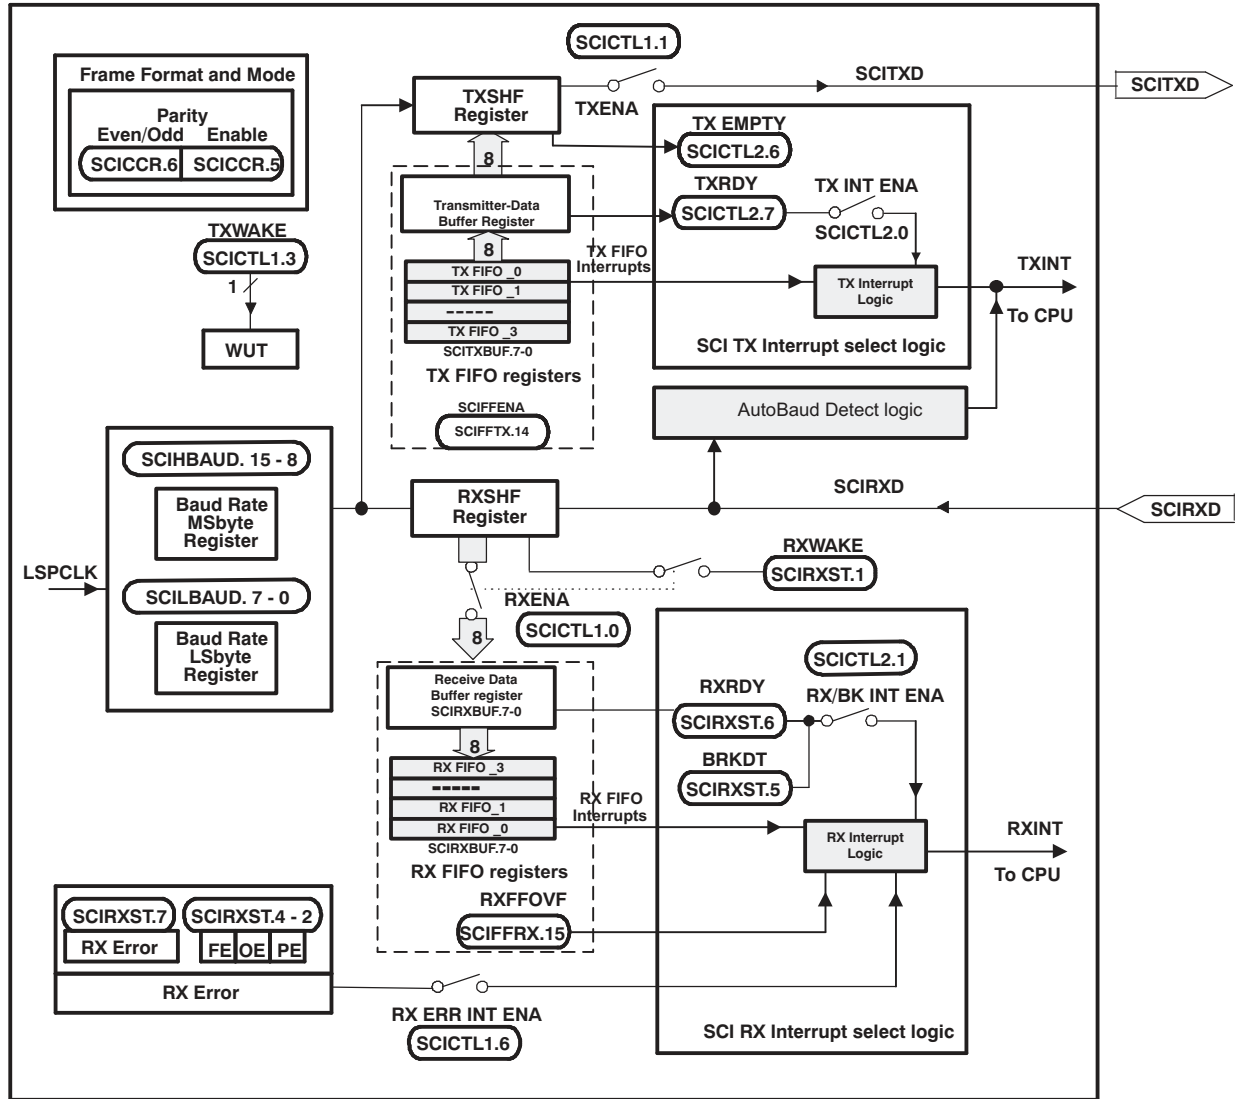 SCICTL1.1
Frame Format and Mode
Parity
Even/Odd Enable
SCICCR.6 SCICCR.5
TXSHF
Register
TXENA
SCITXD
SCITXD
TX EMPTY
SCICTL2.6
8
Transmitter-Data
Buffer Register
TXRDY
SCICTL2.7
TX INT ENA
SCICTL2.0
TXWAKE
SCICTL1.3
1
WUT
8
TX FIFO _0
TX FIFO _1
-----
TX FIFO _3
SCITXBUF.7-0
TX FIFO registers
SCIFFENA
SCIFFTX.14
TX FIFO
Interrupts
TX Interrupt
Logic
TXINT
To CPU
SCI TX Interrupt select logic
AutoBaud Detect logic
SCIHBAUD. 15 - 8
Baud Rate
MSbyte
Register
LSPCLK
SCILBAUD. 7 - 0
Baud Rate
LSbyte
Register
RXSHF
Register
SCIRXD
SCIRXD
RXWAKE
SCIRXST.1
RXENA
SCICTL1.0
8
Receive Data
Buffer register
SCIRXBUF.7-0
8
RX FIFO _3
-----
RX FIFO_1
RX FIFO _0
SCIRXBUF.7-0
RX FIFO registers
RXFFOVF
SCIFFRX.15
RX FIFO
Interrupts
SCICTL2.1
RXRDY
RX/BK INT ENA
SCIRXST.6
BRKDT
SCIRXST.5
RX Interrupt
Logic
RXINT
To CPU
SCI RX Interrupt select logic
SCIRXST.7 SCIRXST.4 - 2
RX Error FE OE PE
RX Error
RX ERR INT ENA
SCICTL1.6